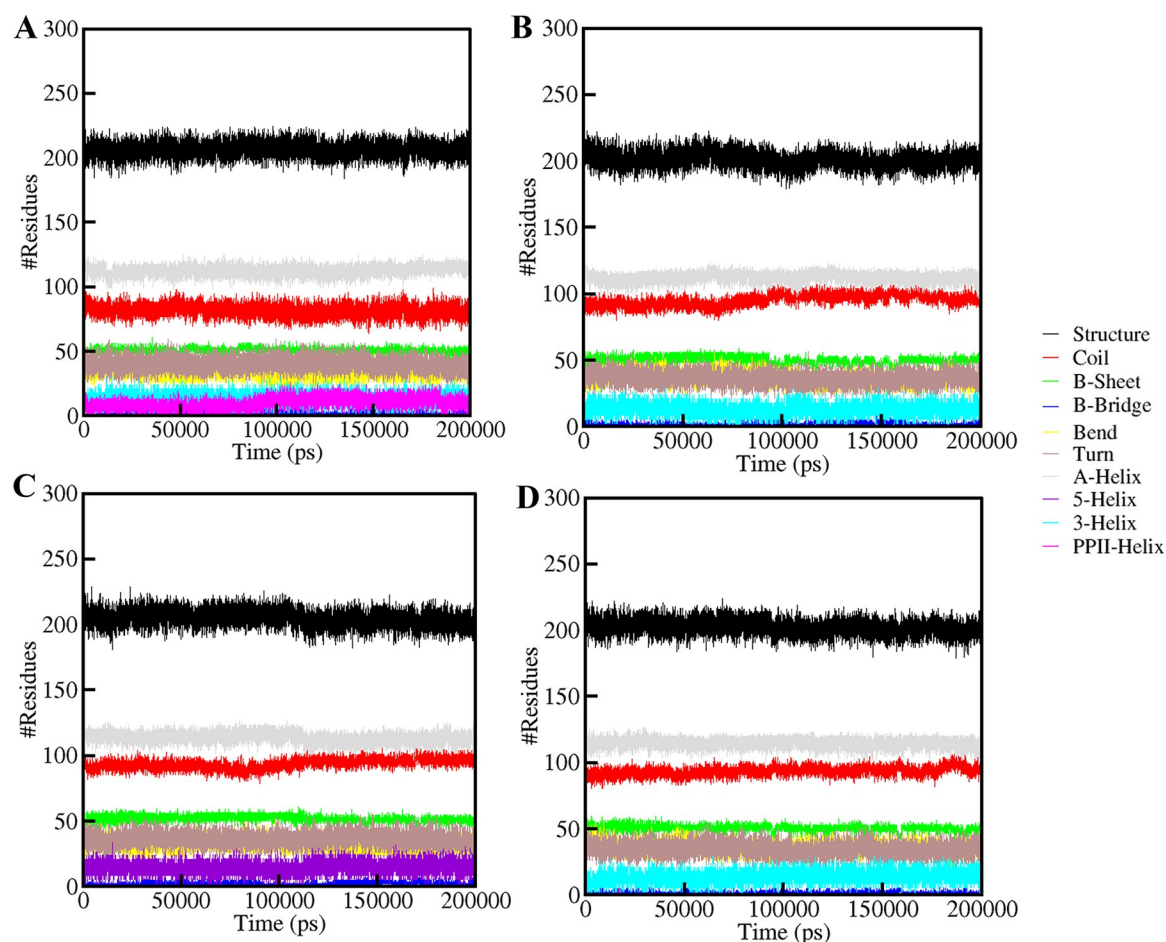 A
300
250
200
150
100
50
0
#Residues
0 50000 100000 150000 200000
Time (ps)
B
300
250
200
150
100
50
0
#Residues
0 50000 100000 150000 200000
Time (ps)
C
300
250
200
150
100
50
0
#Residues
0 50000 100000 150000 200000
Time (ps)
D
300
250
200
150
100
50
0
#Residues
0 50000 100000 150000 200000
Time (ps)
Structure
Coil
B-Sheet
B-Bridge
Bend
Turn
A-Helix
5-Helix
3-Helix
PPII-Helix